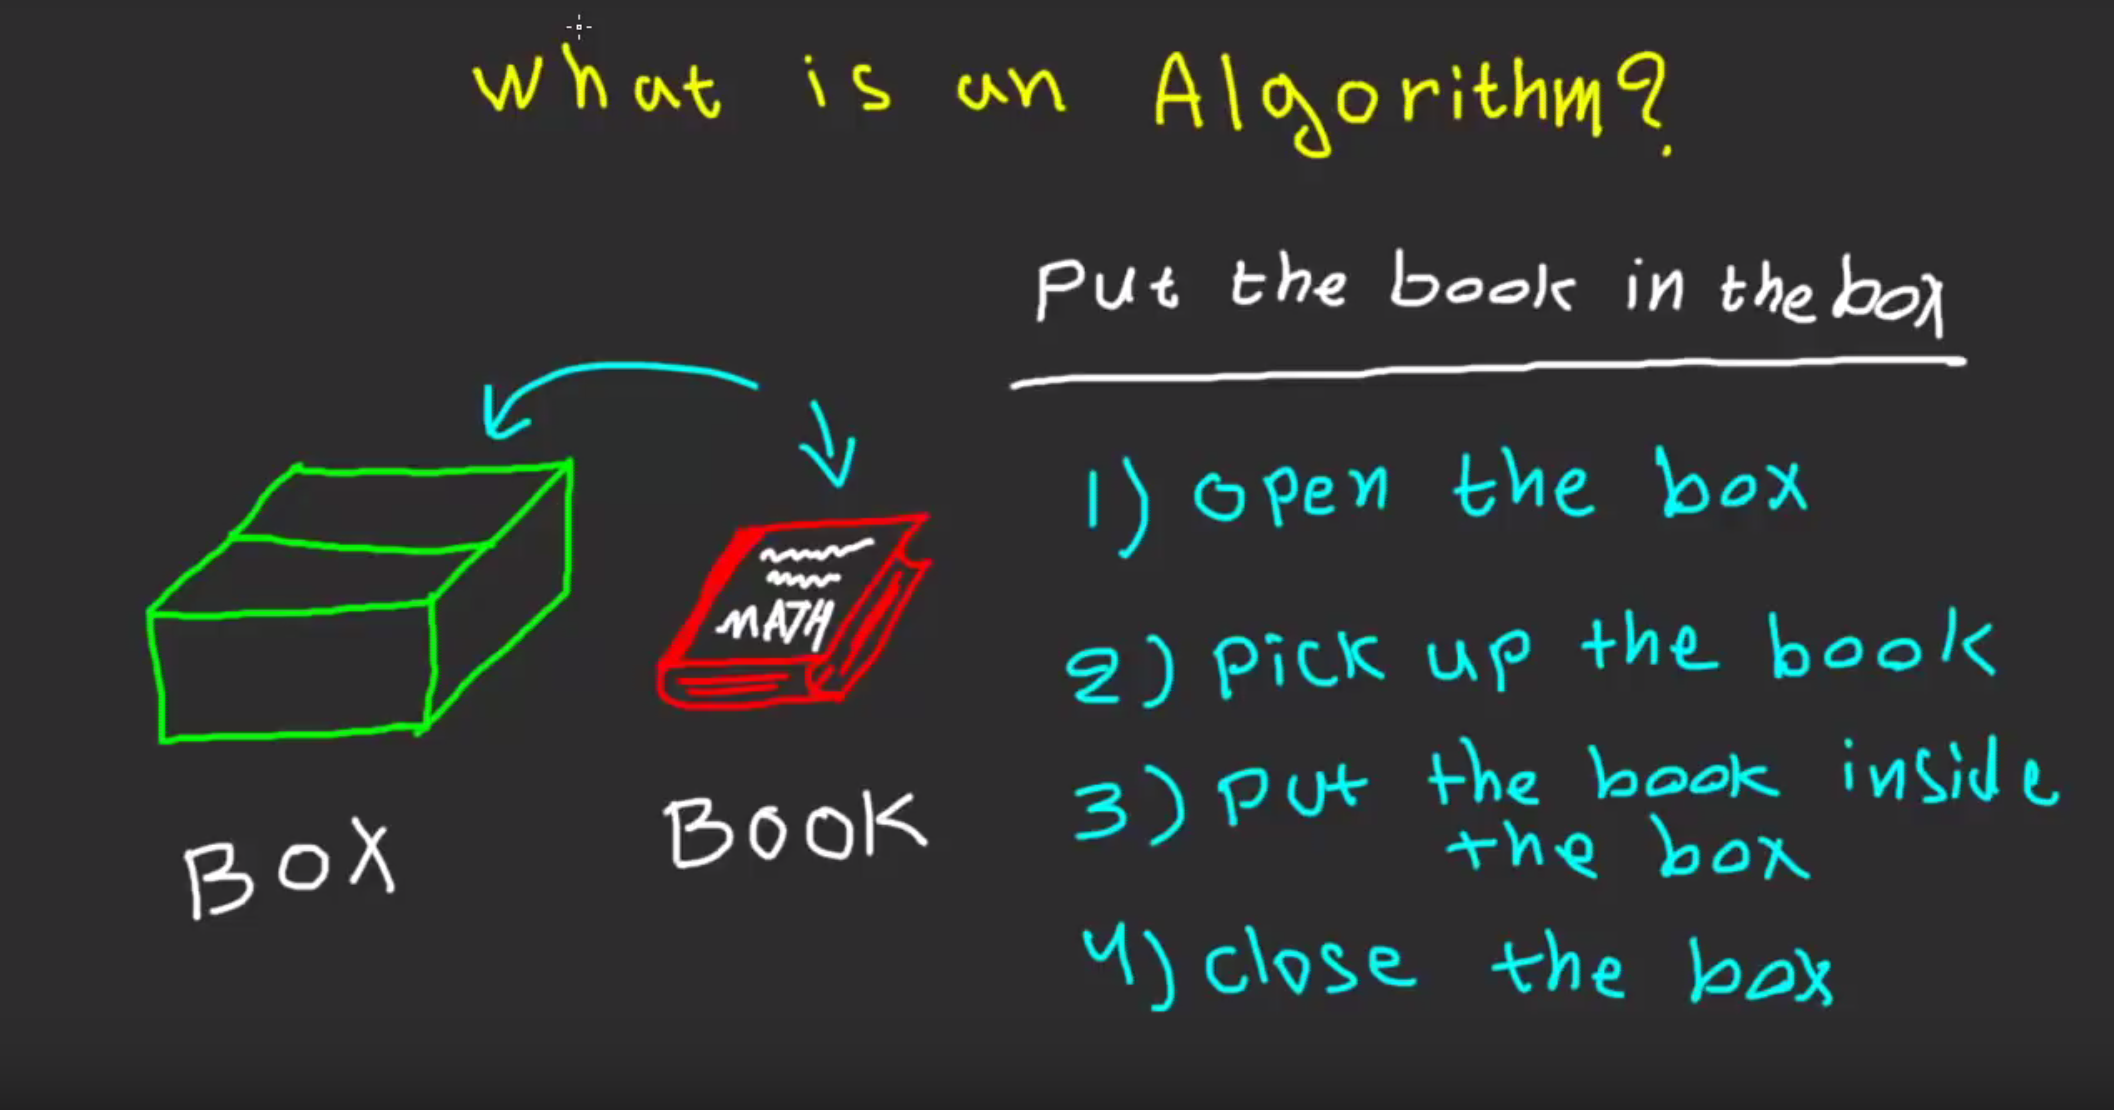 What is an Algorithm?
Put the book in the box
1) open the box
2) pick up the book
3) put the book inside
the box
4) close the box
MATH
BOX
BOOK